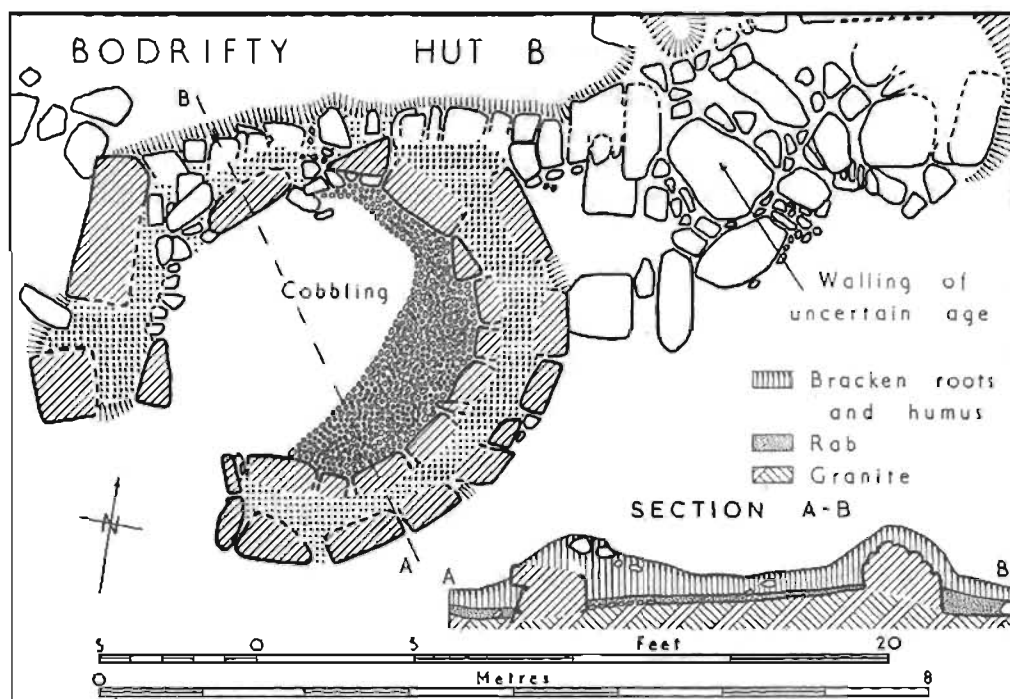 BODRIFTY HUT B
B
Cobbling
Walling of
uncertain age
Bracken roots
and humus
Rab
Granite
N
A
SECTION A-B
A
B
5 0 5 Feet 20
0 Metres 8